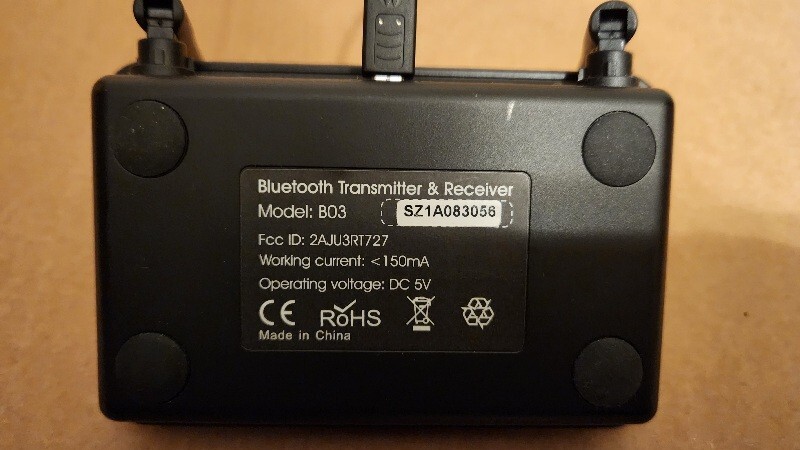 Bluetooth Transmitter & Receiver
Model: B03 SZ1A083056
Fcc ID: 2AJU3RT727
Working current: <150mA
Operating voltage: DC 5V
CE RoHS
Made in China